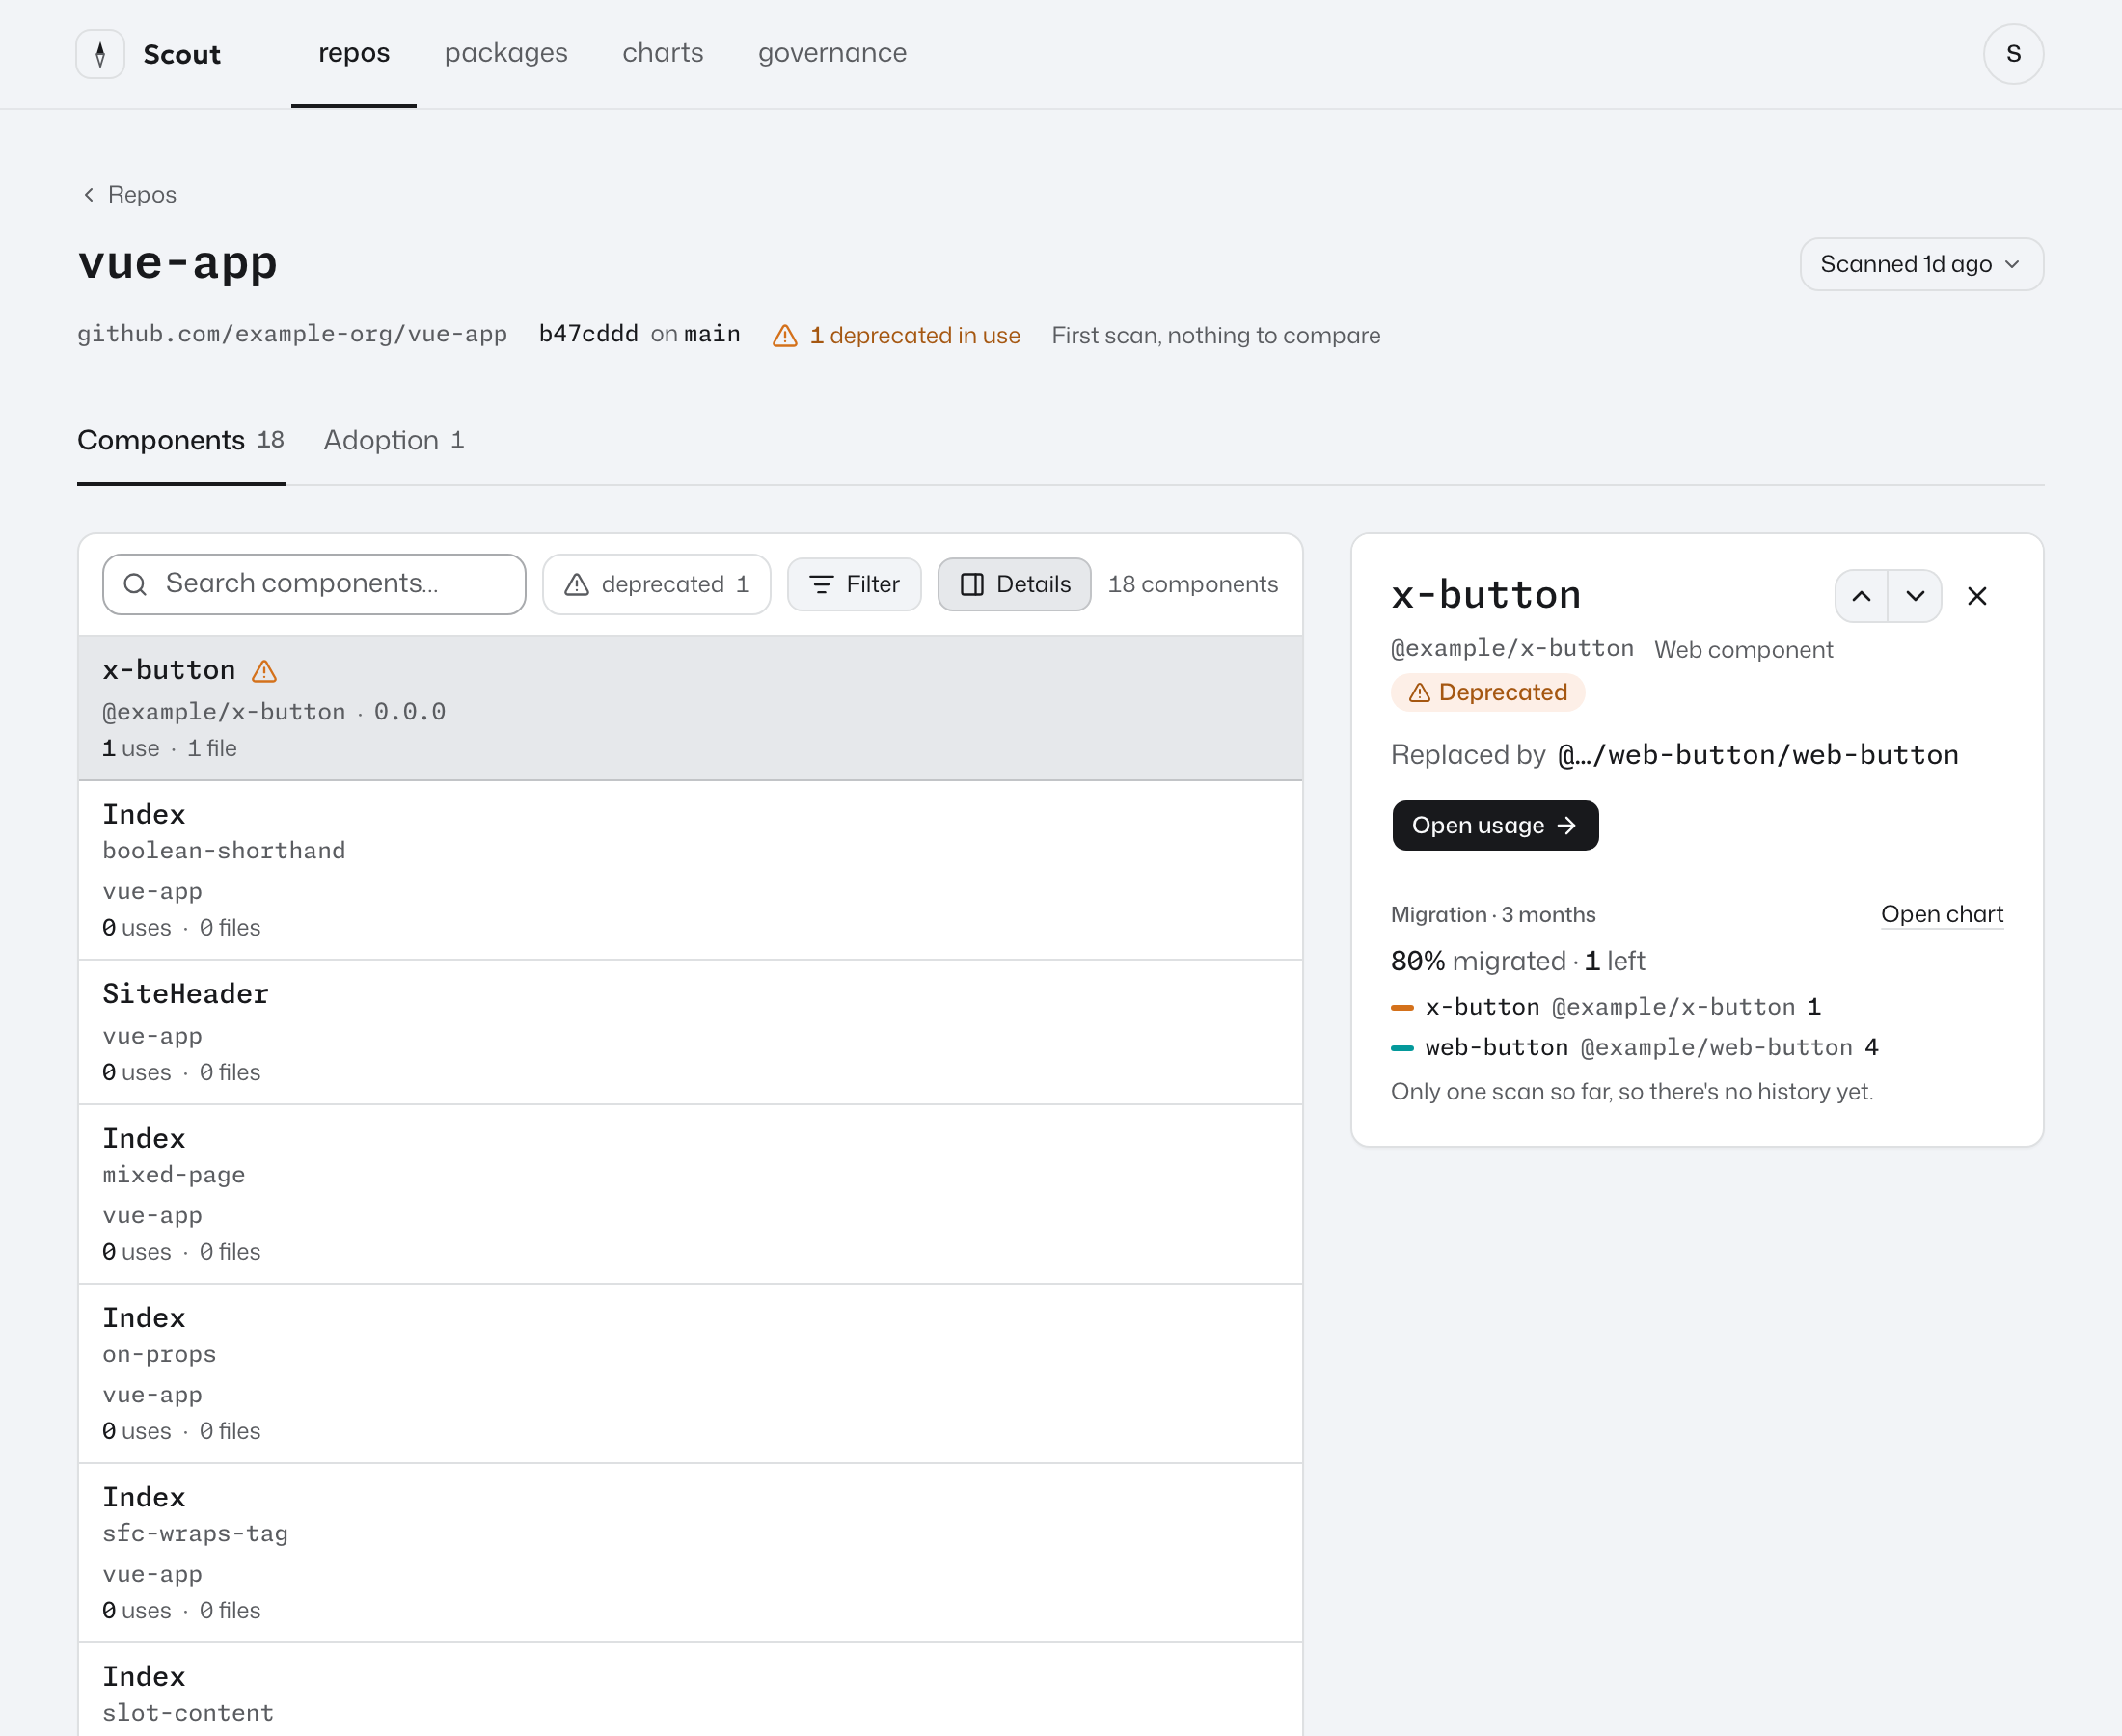 Scout
repos
packages
charts
governance
S
Repos
vue-app
Scanned 1d ago
github.com/example-org/vue-app
b47cddd on main
1 deprecated in use
First scan, nothing to compare
Components 18
Adoption 1
Search components...
deprecated 1
Filter
Details
18 components
x-button
@example/x-button · 0.0.0
1 use · 1 file
Index
boolean-shorthand
vue-app
0 uses · 0 files
SiteHeader
vue-app
0 uses · 0 files
Index
mixed-page
vue-app
0 uses · 0 files
Index
on-props
vue-app
0 uses · 0 files
Index
sfc-wraps-tag
vue-app
0 uses · 0 files
Index
slot-content
x-button
@example/x-button Web component
Deprecated
Replaced by @…/web-button/web-button
Open usage
Migration · 3 months
Open chart
80% migrated · 1 left
x-button @example/x-button 1
web-button @example/web-button 4
Only one scan so far, so there's no history yet.